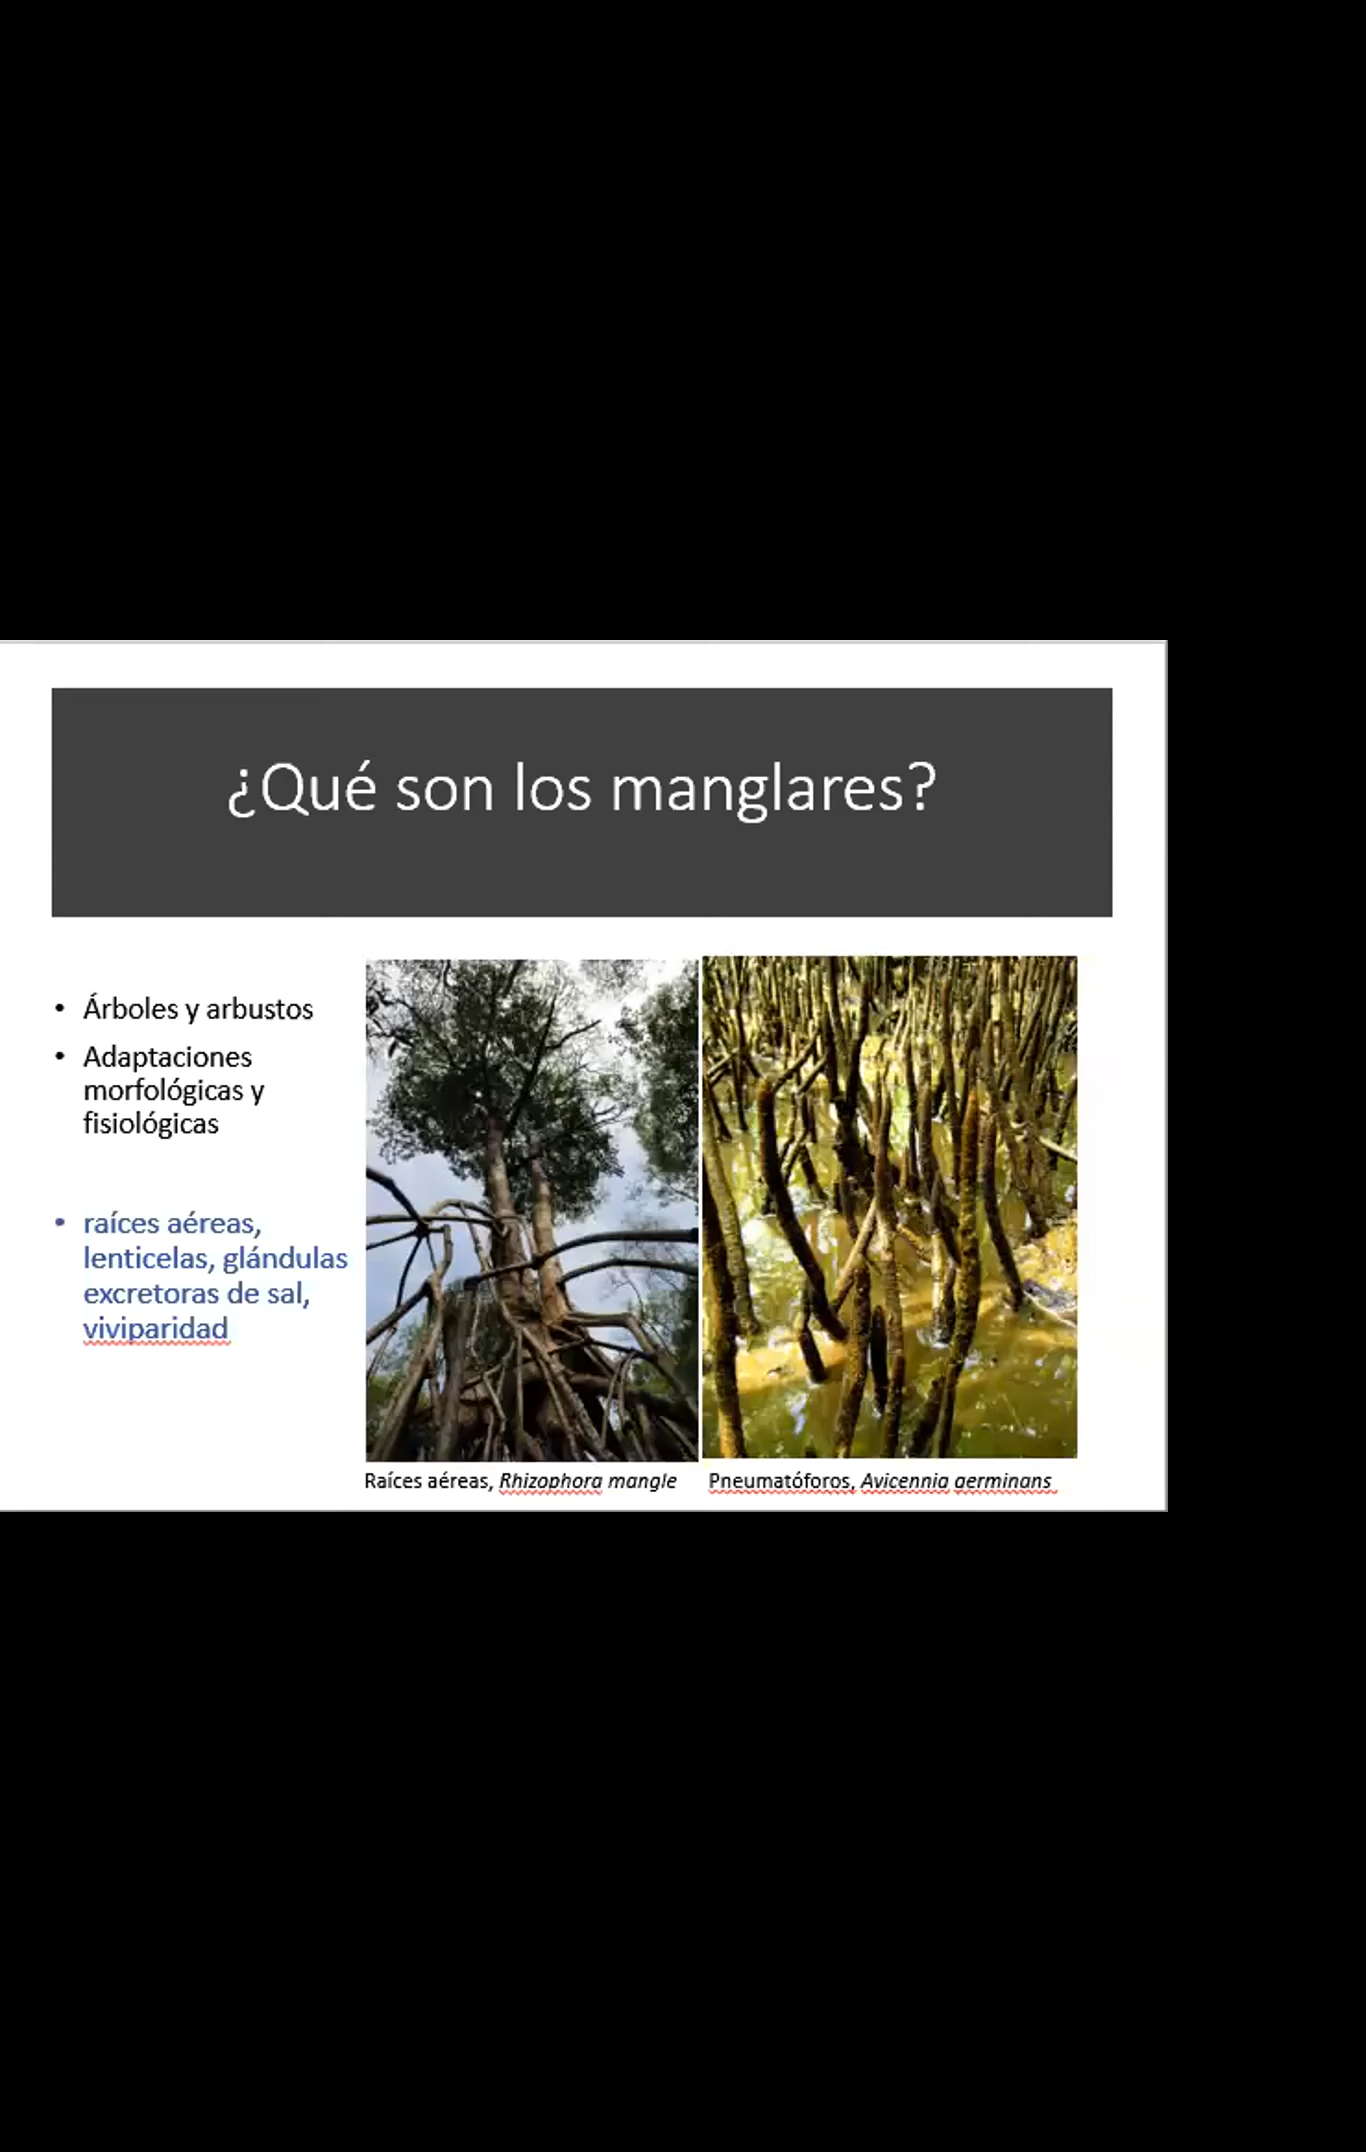 ¿Qué son los manglares?
• Árboles y arbustos
• Adaptaciones
morfológicas y
fisiológicas
• raíces aéreas,
lenticelas, glándulas
excretoras de sal,
viviparidad
Raíces aéreas, Rhizophora mangle
Pneumatóforos, Avicennia germinans